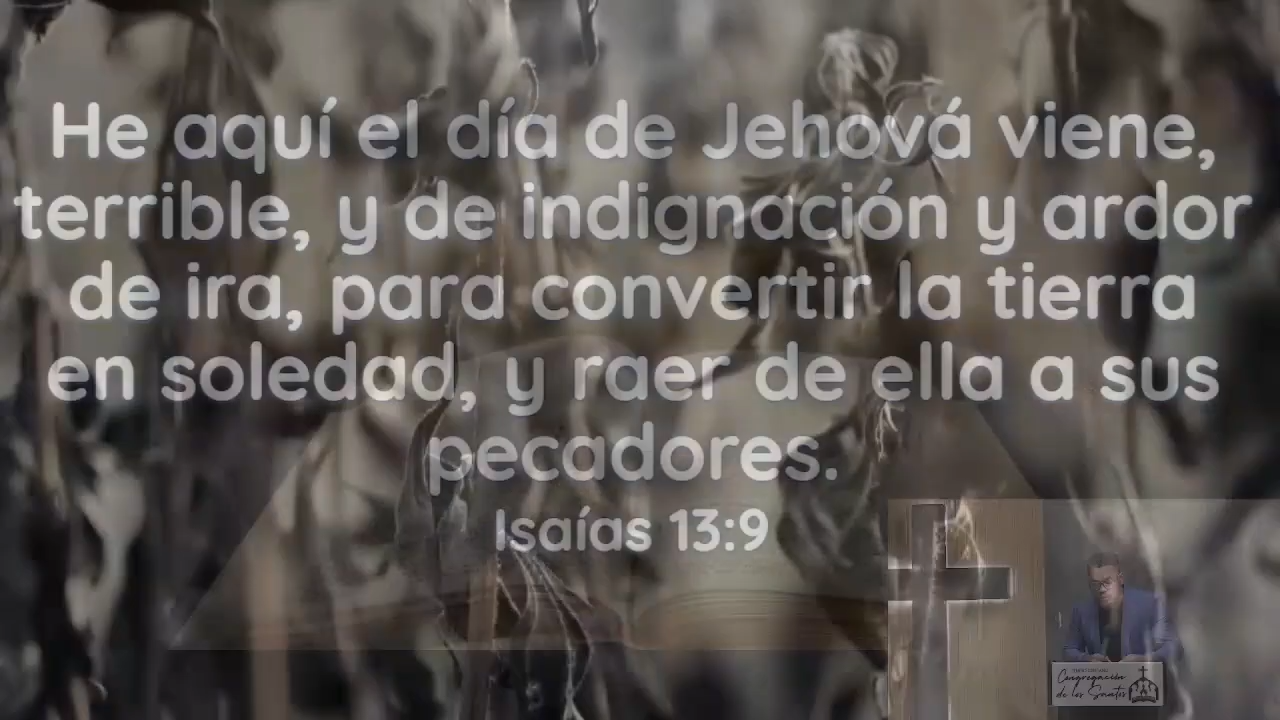 He aquí el día de Jehová viene,
terrible, y de indignación y ardor
de ira, para convertir la tierra
en soledad, y raer de ella a sus
pecadores.
Isaías 13:9
Congregación
de los Santos